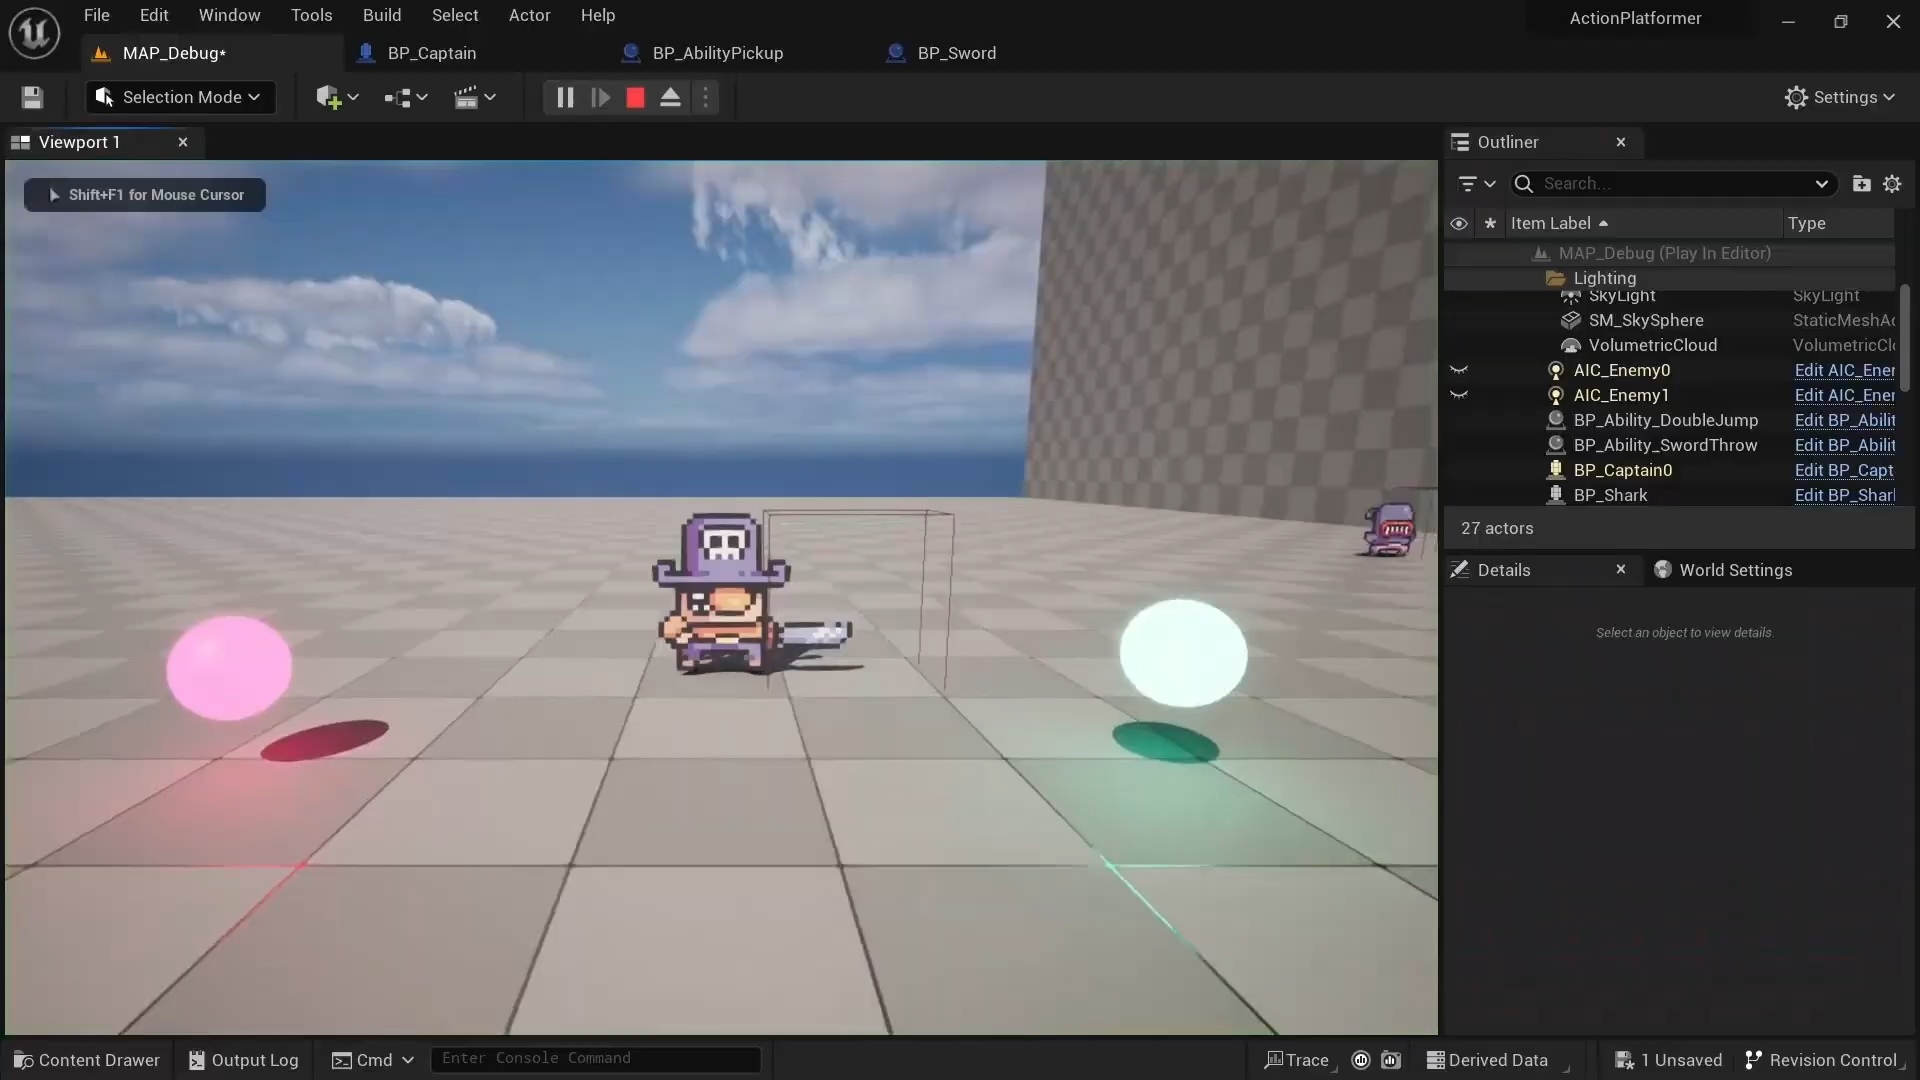 File Edit Window Tools Build Select Actor Help
ActionPlatformer
MAP_Debug*
BP_Captain
BP_AbilityPickup
BP_Sword
Selection Mode
Settings
Viewport 1
Outliner
Shift+F1 for Mouse Cursor
Search...
Item Label Type
MAP_Debug (Play In Editor)
Lighting
SkyLight SkyLight
SM_SkySphere StaticMeshAc
VolumetricCloud VolumetricClo
AIC_Enemy0 Edit AIC_Ener
AIC_Enemy1 Edit AIC_Ener
BP_Ability_DoubleJump Edit BP_Abilit
BP_Ability_SwordThrow Edit BP_Abilit
BP_Captain0 Edit BP_Capt
BP_Shark Edit BP_Shar
27 actors
Details
World Settings
Select an object to view details.
Content Drawer
Output Log
Cmd
Enter Console Command
Trace
Derived Data
1 Unsaved
Revision Control